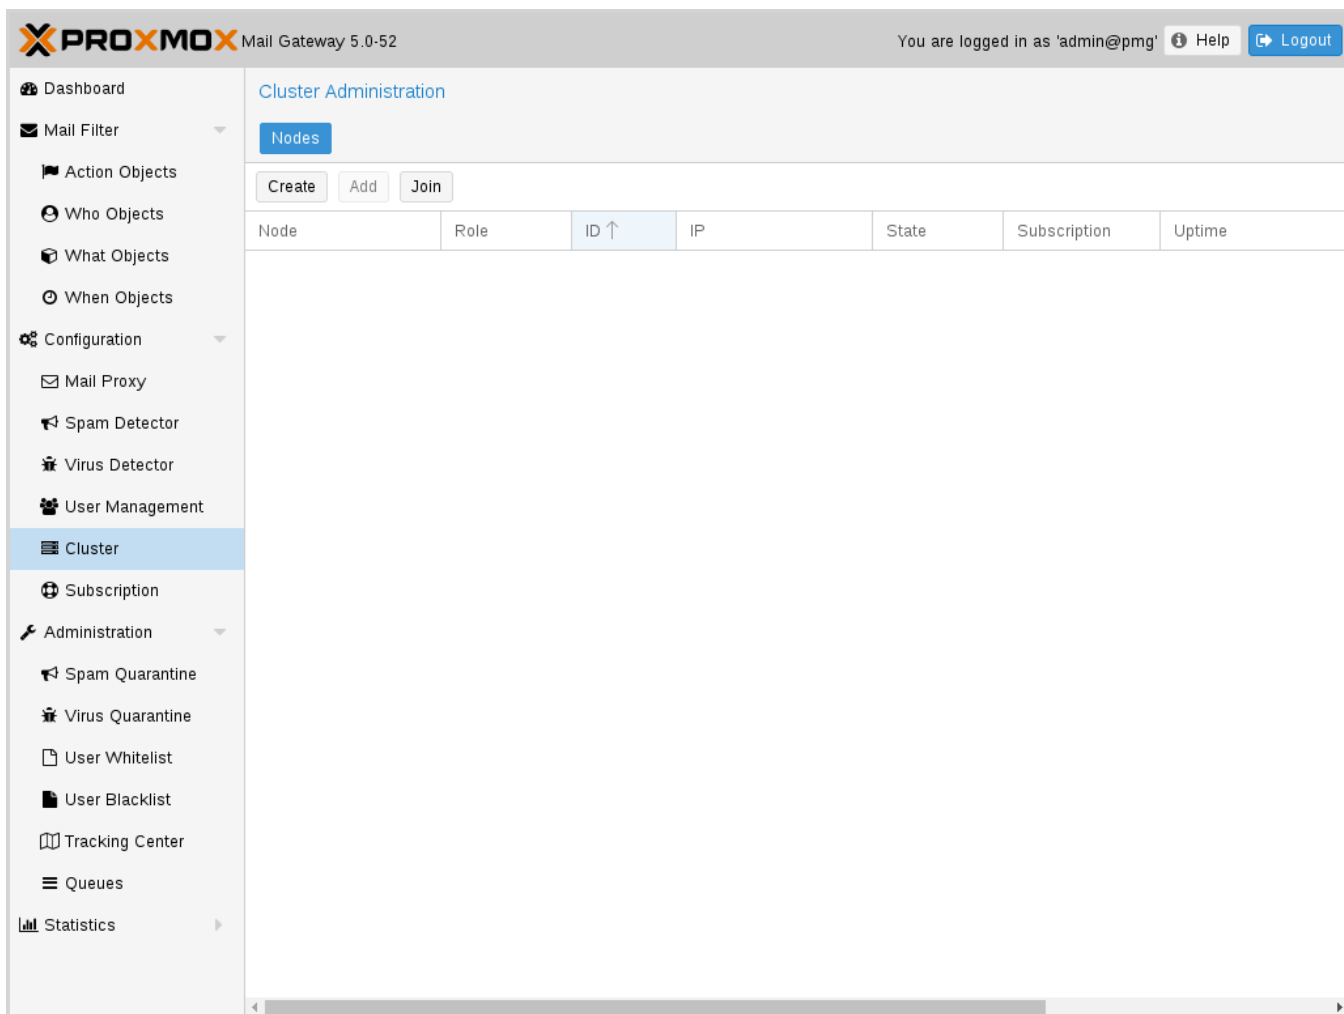 PROXMOX Mail Gateway 5.0-52 You are logged in as 'admin@pmg' Help Logout
Dashboard
Mail Filter
Action Objects
Who Objects
What Objects
When Objects
Configuration
Mail Proxy
Spam Detector
Virus Detector
User Management
Cluster
Subscription
Administration
Spam Quarantine
Virus Quarantine
User Whitelist
User Blacklist
Tracking Center
Queues
Statistics
Cluster Administration
Nodes
Create Add Join
Node Role ID IP State Subscription Uptime